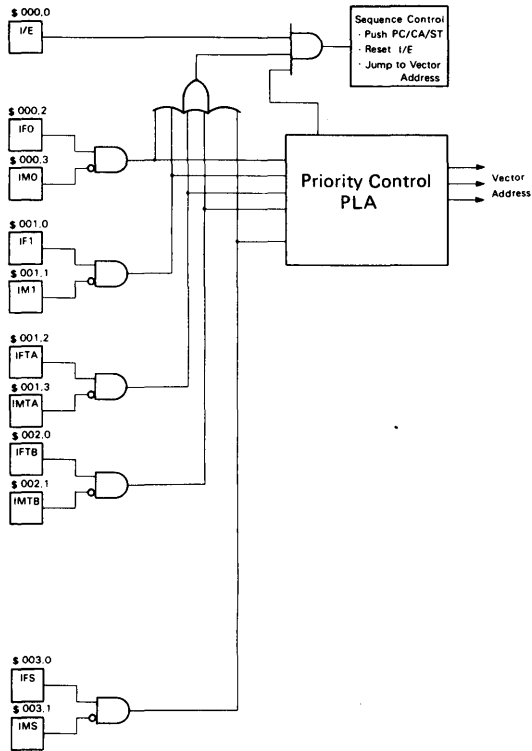 $ 000,0
I/E
Sequence Control
· Push PC/CA/ST
· Reset I/E
· Jump to Vector
Address
$ 000,2
IFO
$ 000,3
IMO
Priority Control
PLA
Vector
Address
$ 001,0
IF1
$ 001,1
IM1
$ 001,2
IFTA
$ 001,3
IMTA
$ 002,0
IFTB
$ 002,1
IMTB
$ 003,0
IFS
$ 003,1
IMS